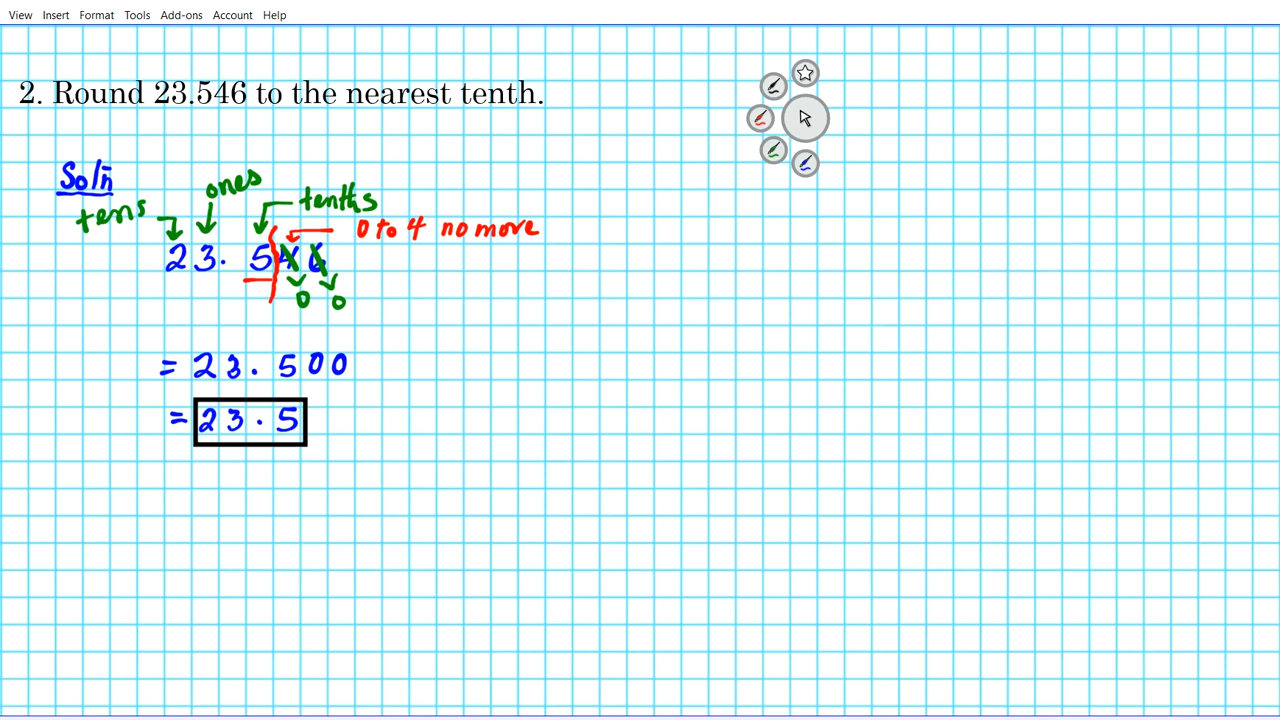 View Insert Format Tools Add-ons Account Help
2. Round 23.546 to the nearest tenth.
Soln
ones
tens
tenths
0 to 4 no move
23. 546
0 0
= 23.500
= 23.5